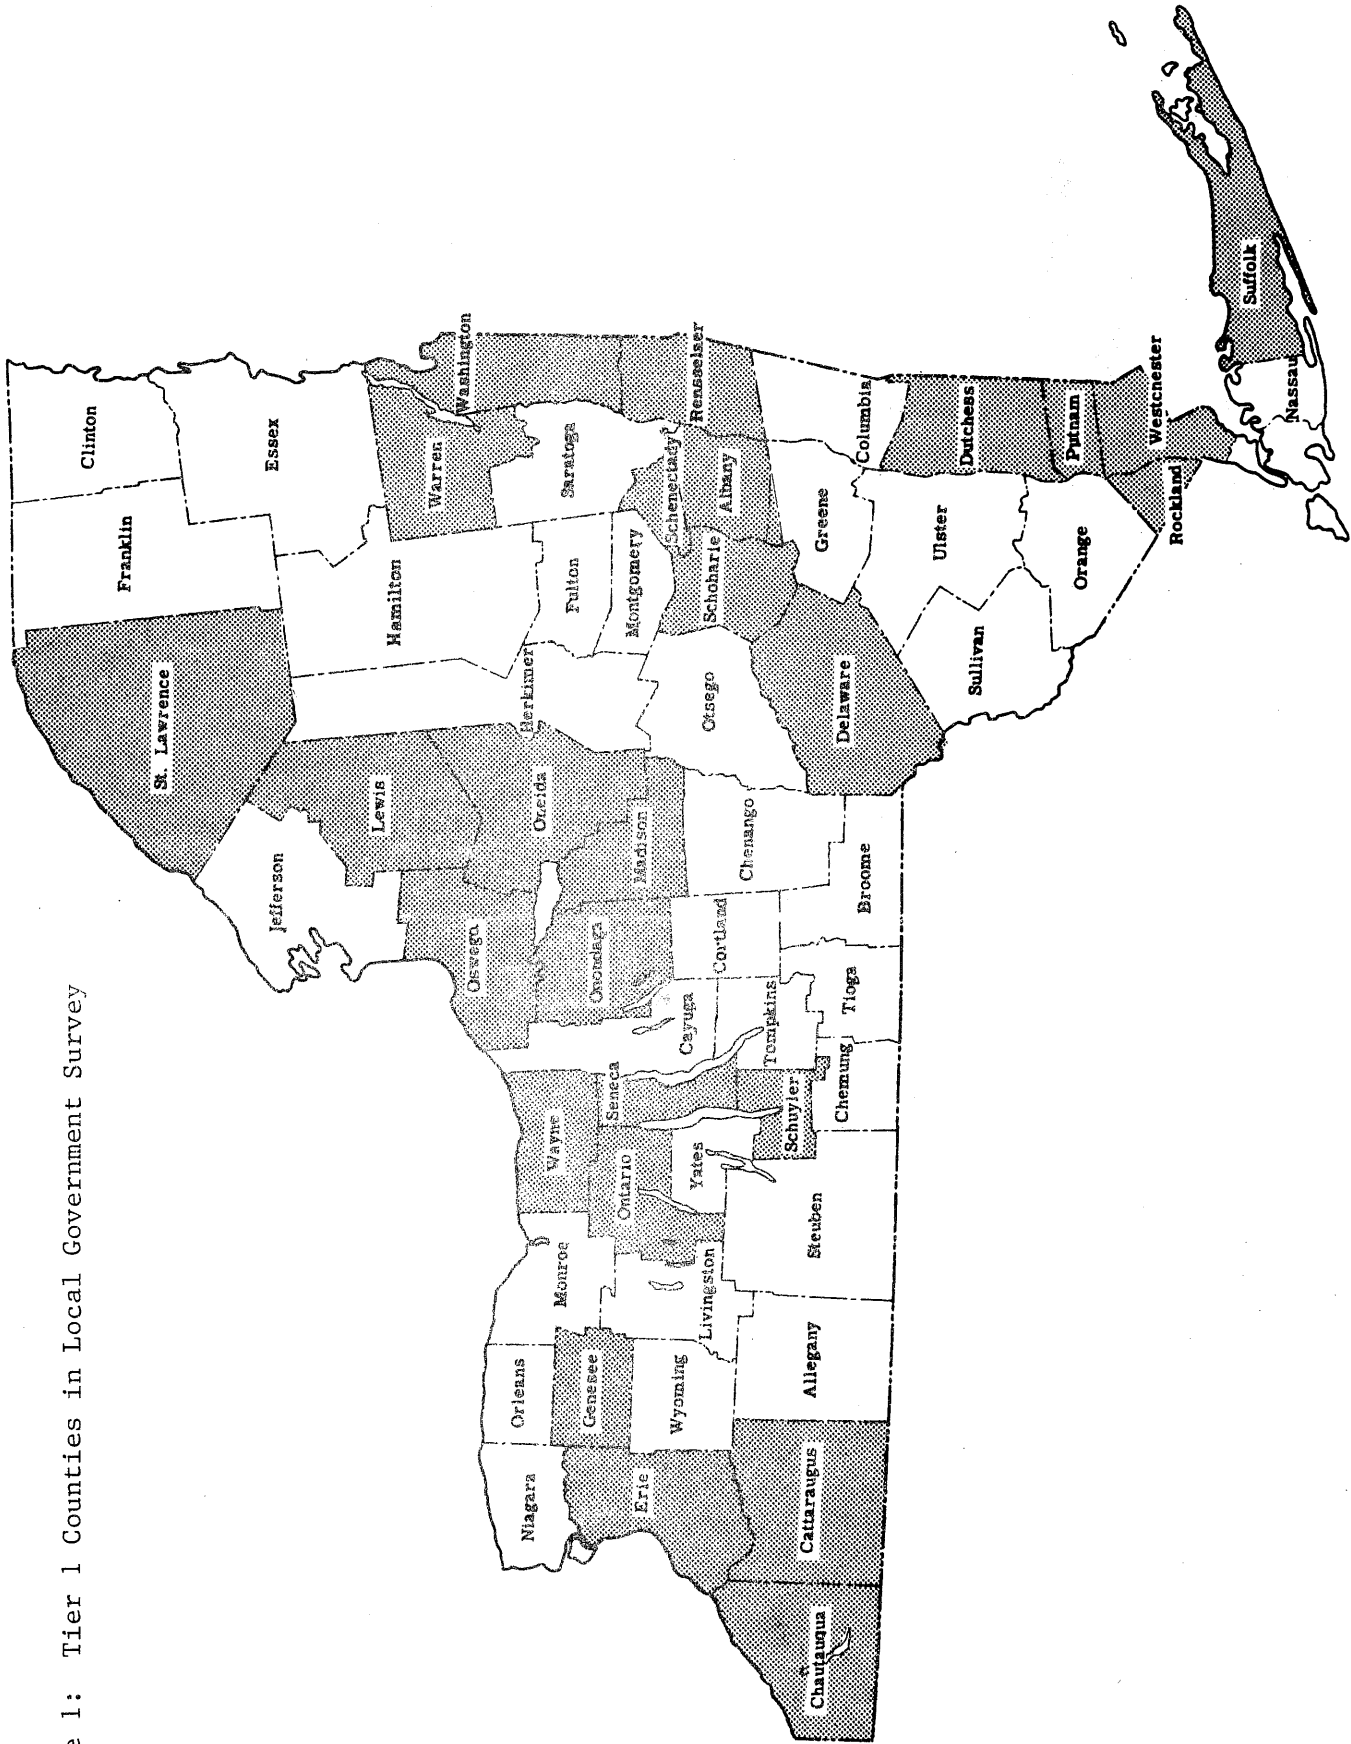 e 1: Tier 1 Counties in Local Government Survey
Clinton
Franklin
Essex
St. Lawrence
Hamilton
Warren
Washington
Lewis
Jefferson
Herkimer
Fulton
Saratoga
Oneida
Oswego
Montgomery
Schenectady
Rensselaer
Madison
Onondaga
Wayne
Monroe
Orleans
Niagara
Genesee
Erie
Wyoming
Livingston
Ontario
Seneca
Yates
Cayuga
Cortland
Chenango
Otsego
Schoharie
Albany
Greene
Columbia
Delaware
Broome
Tioga
Tompkins
Chemung
Schuyler
Steuben
Allegany
Cattaraugus
Chautauqua
Ulster
Dutchess
Sullivan
Orange
Putnam
Westchester
Rockland
Nassau
Suffolk